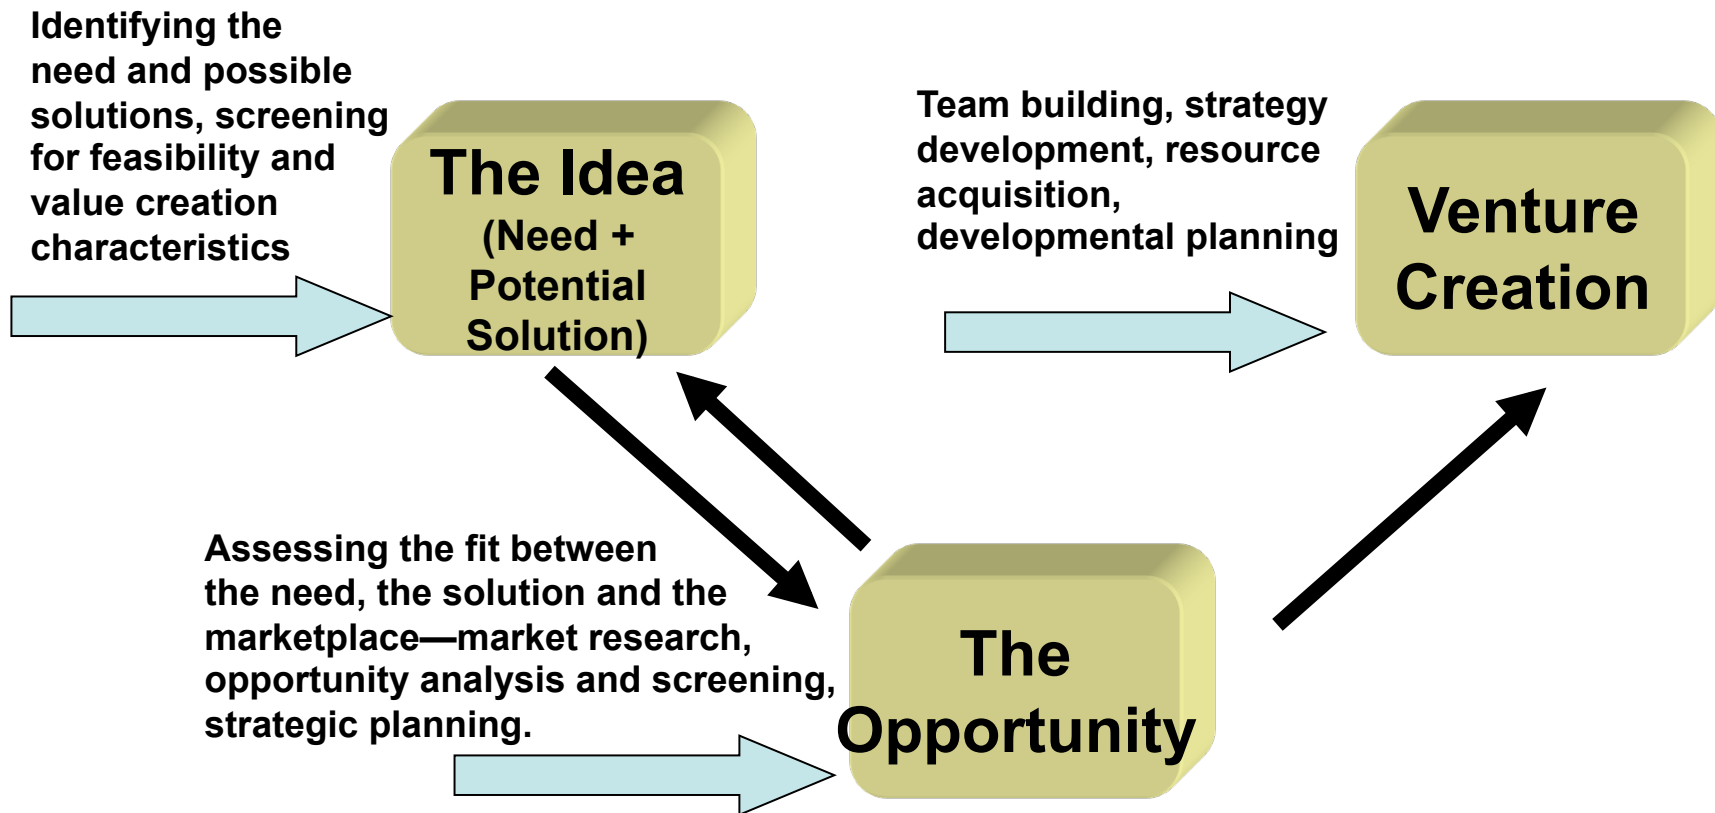 Identifying the
need and possible
solutions, screening
for feasibility and
value creation
characteristics
The Idea
(Need +
Potential
Solution)
Team building, strategy
development, resource
acquisition,
developmental planning
Venture
Creation
Assessing the fit between
the need, the solution and the
marketplace—market research,
opportunity analysis and screening,
strategic planning.
The
Opportunity